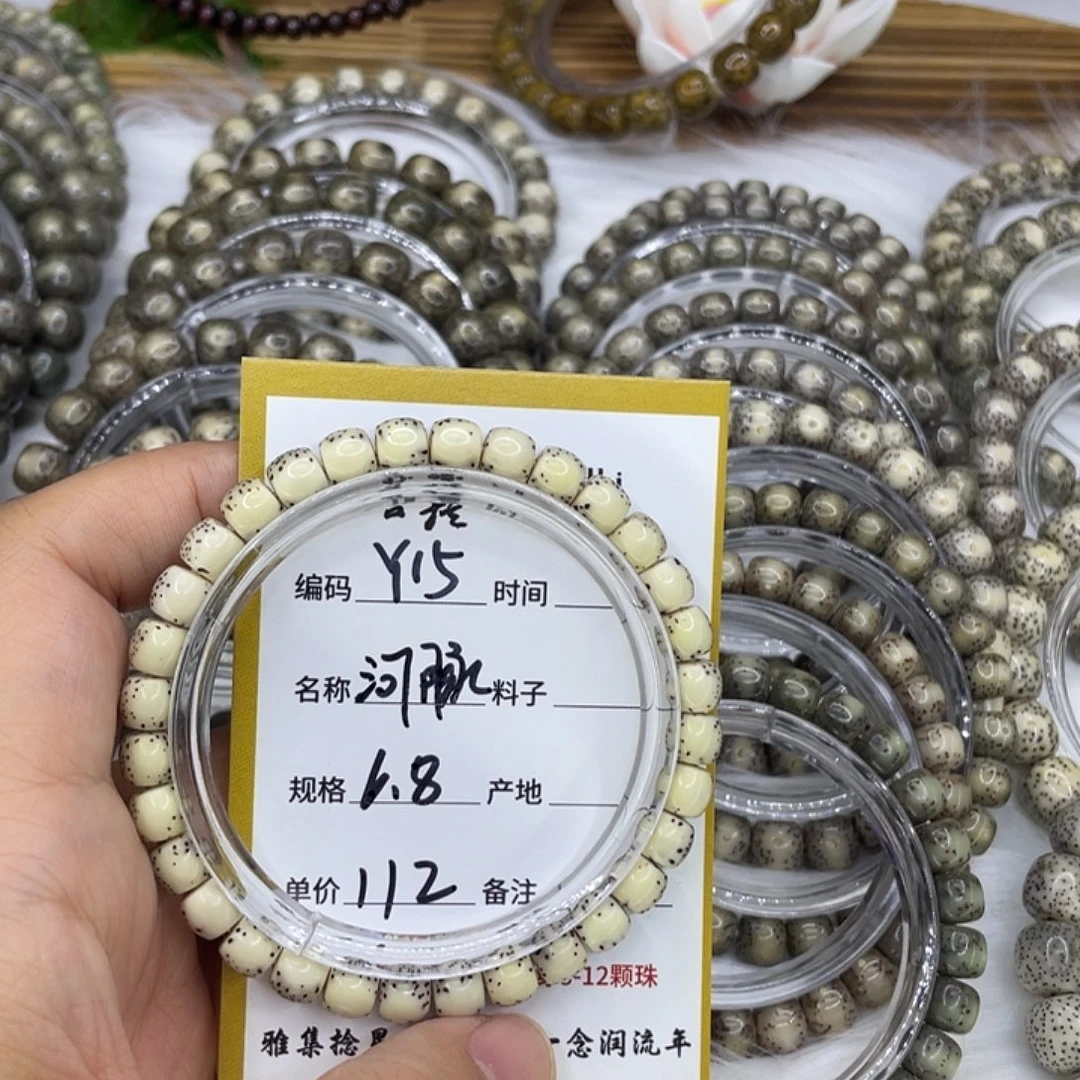 编码 Y15 时间
名称 河豚 料子
规格 6.8 产地
单价 112 备注
-12颗珠
雅集捻 一念润流年